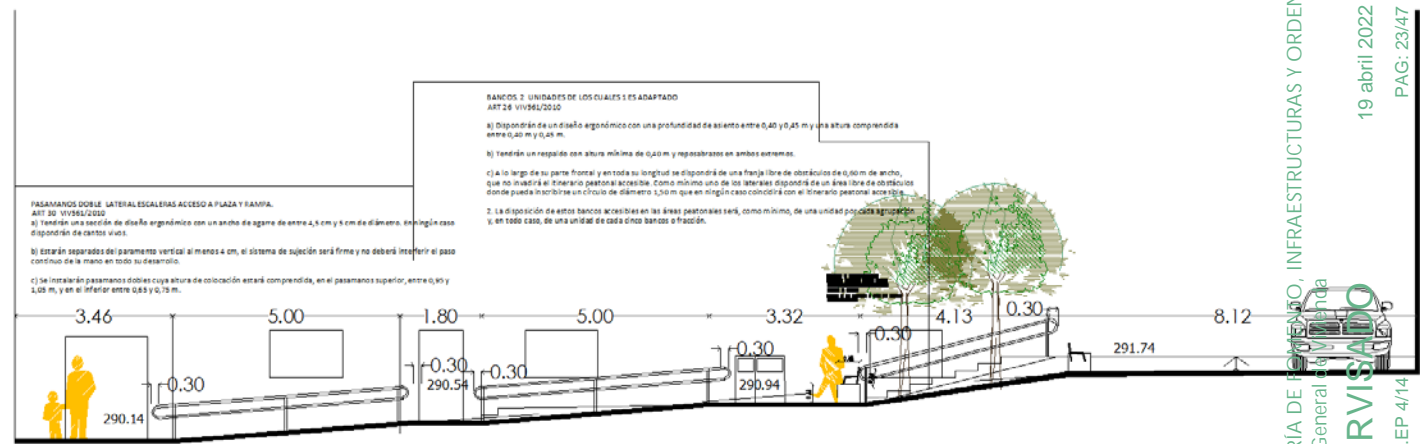 BANCOS. 2 UNIDADES DE LOS CUALES 1 ES ADAPTADO
ART 26 VIV561/2010
a) Dispondrán de un diseño ergonómico con una profundidad de asiento entre 0,40 y 0,45 m y una altura comprendida
entre 0,40 m y 0,45 m.
b) Tendrán un respaldo con altura mínima de 0,40 m y reposabrazos en ambos extremos.
c) A lo largo de su parte frontal y en toda su longitud se dispondrá de una franja libre de obstáculos de 0,60 m de ancho,
que no invadirá el itinerario peatonal accesible. Como mínimo uno de los laterales dispondrá de un área libre de obstáculos
donde pueda inscribirse un círculo de diámetro 1,50 m que en ningún caso coincidirá con el itinerario peatonal accesible.
2. La disposición de estos bancos accesibles en las áreas peatonales será, como mínimo, de una unidad por cada agrupación
y, en todo caso, de una unidad de cada cinco bancos o fracción.
PASAMANOS DOBLE LATERAL ESCALERAS ACCESO A PLAZA Y RAMPA.
ART 30 VIV561/2010
a) Tendrán una sección de diseño ergonómico con un ancho de agarre de entre 4,5 cm y 5 cm de diámetro. En ningún caso
dispondrán de cantos vivos.
b) Estarán separados del paramento vertical al menos 4 cm, el sistema de sujeción será firme y no deberá interferir el paso
continuo de la mano en todo su desarrollo.
c) Se instalarán pasamanos dobles cuya altura de colocación estará comprendida, en el pasamanos superior, entre 0,95 y
1,05 m, y en el inferior entre 0,65 y 0,75 m.
3.46 5.00 1.80 5.00 3.32 4.13 8.12
0.30
0.30
0.30
0.30
0.30
0.30
290.14
290.54
290.94
291.74
RÍA DE FOMENTO, INFRAESTRUCTURAS Y ORDEN
General de Vivienda
RVISADO
19 abril 2022
EP 4/14
PAG: 23/47